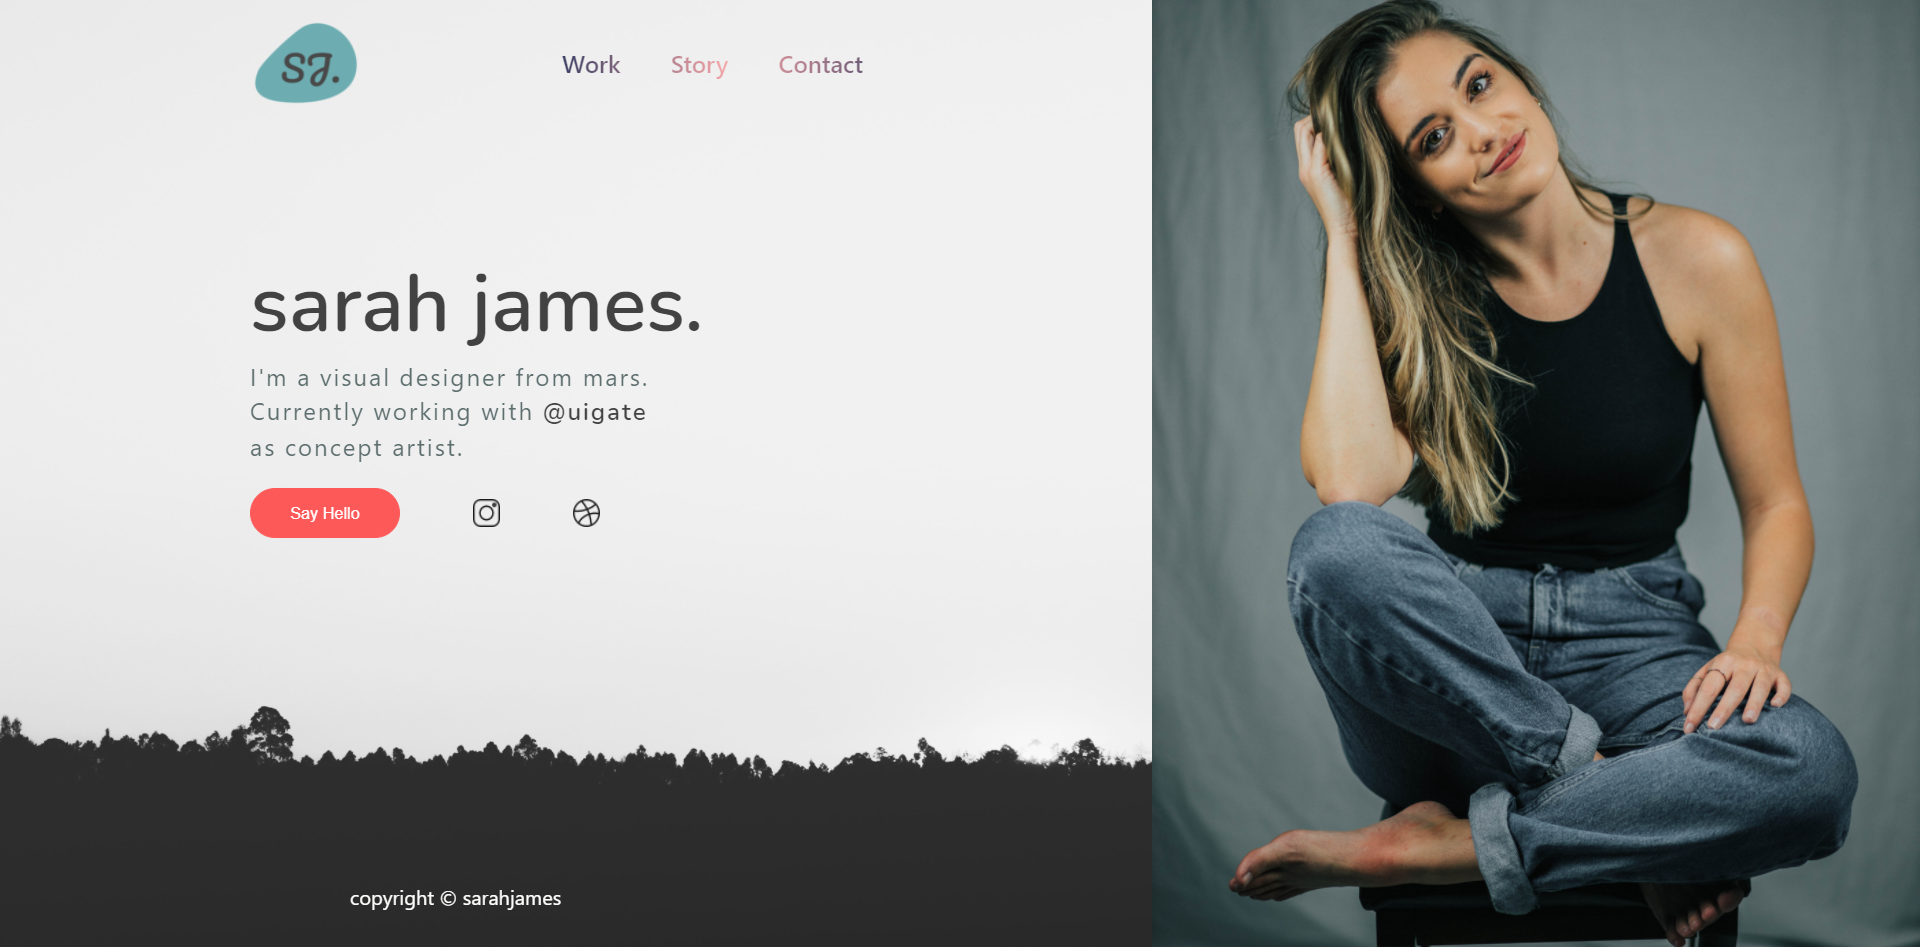 SJ.
Work Story Contact
sarah james.
I'm a visual designer from mars.
Currently working with @uigate
as concept artist.
Say Hello
copyright © sarahjames